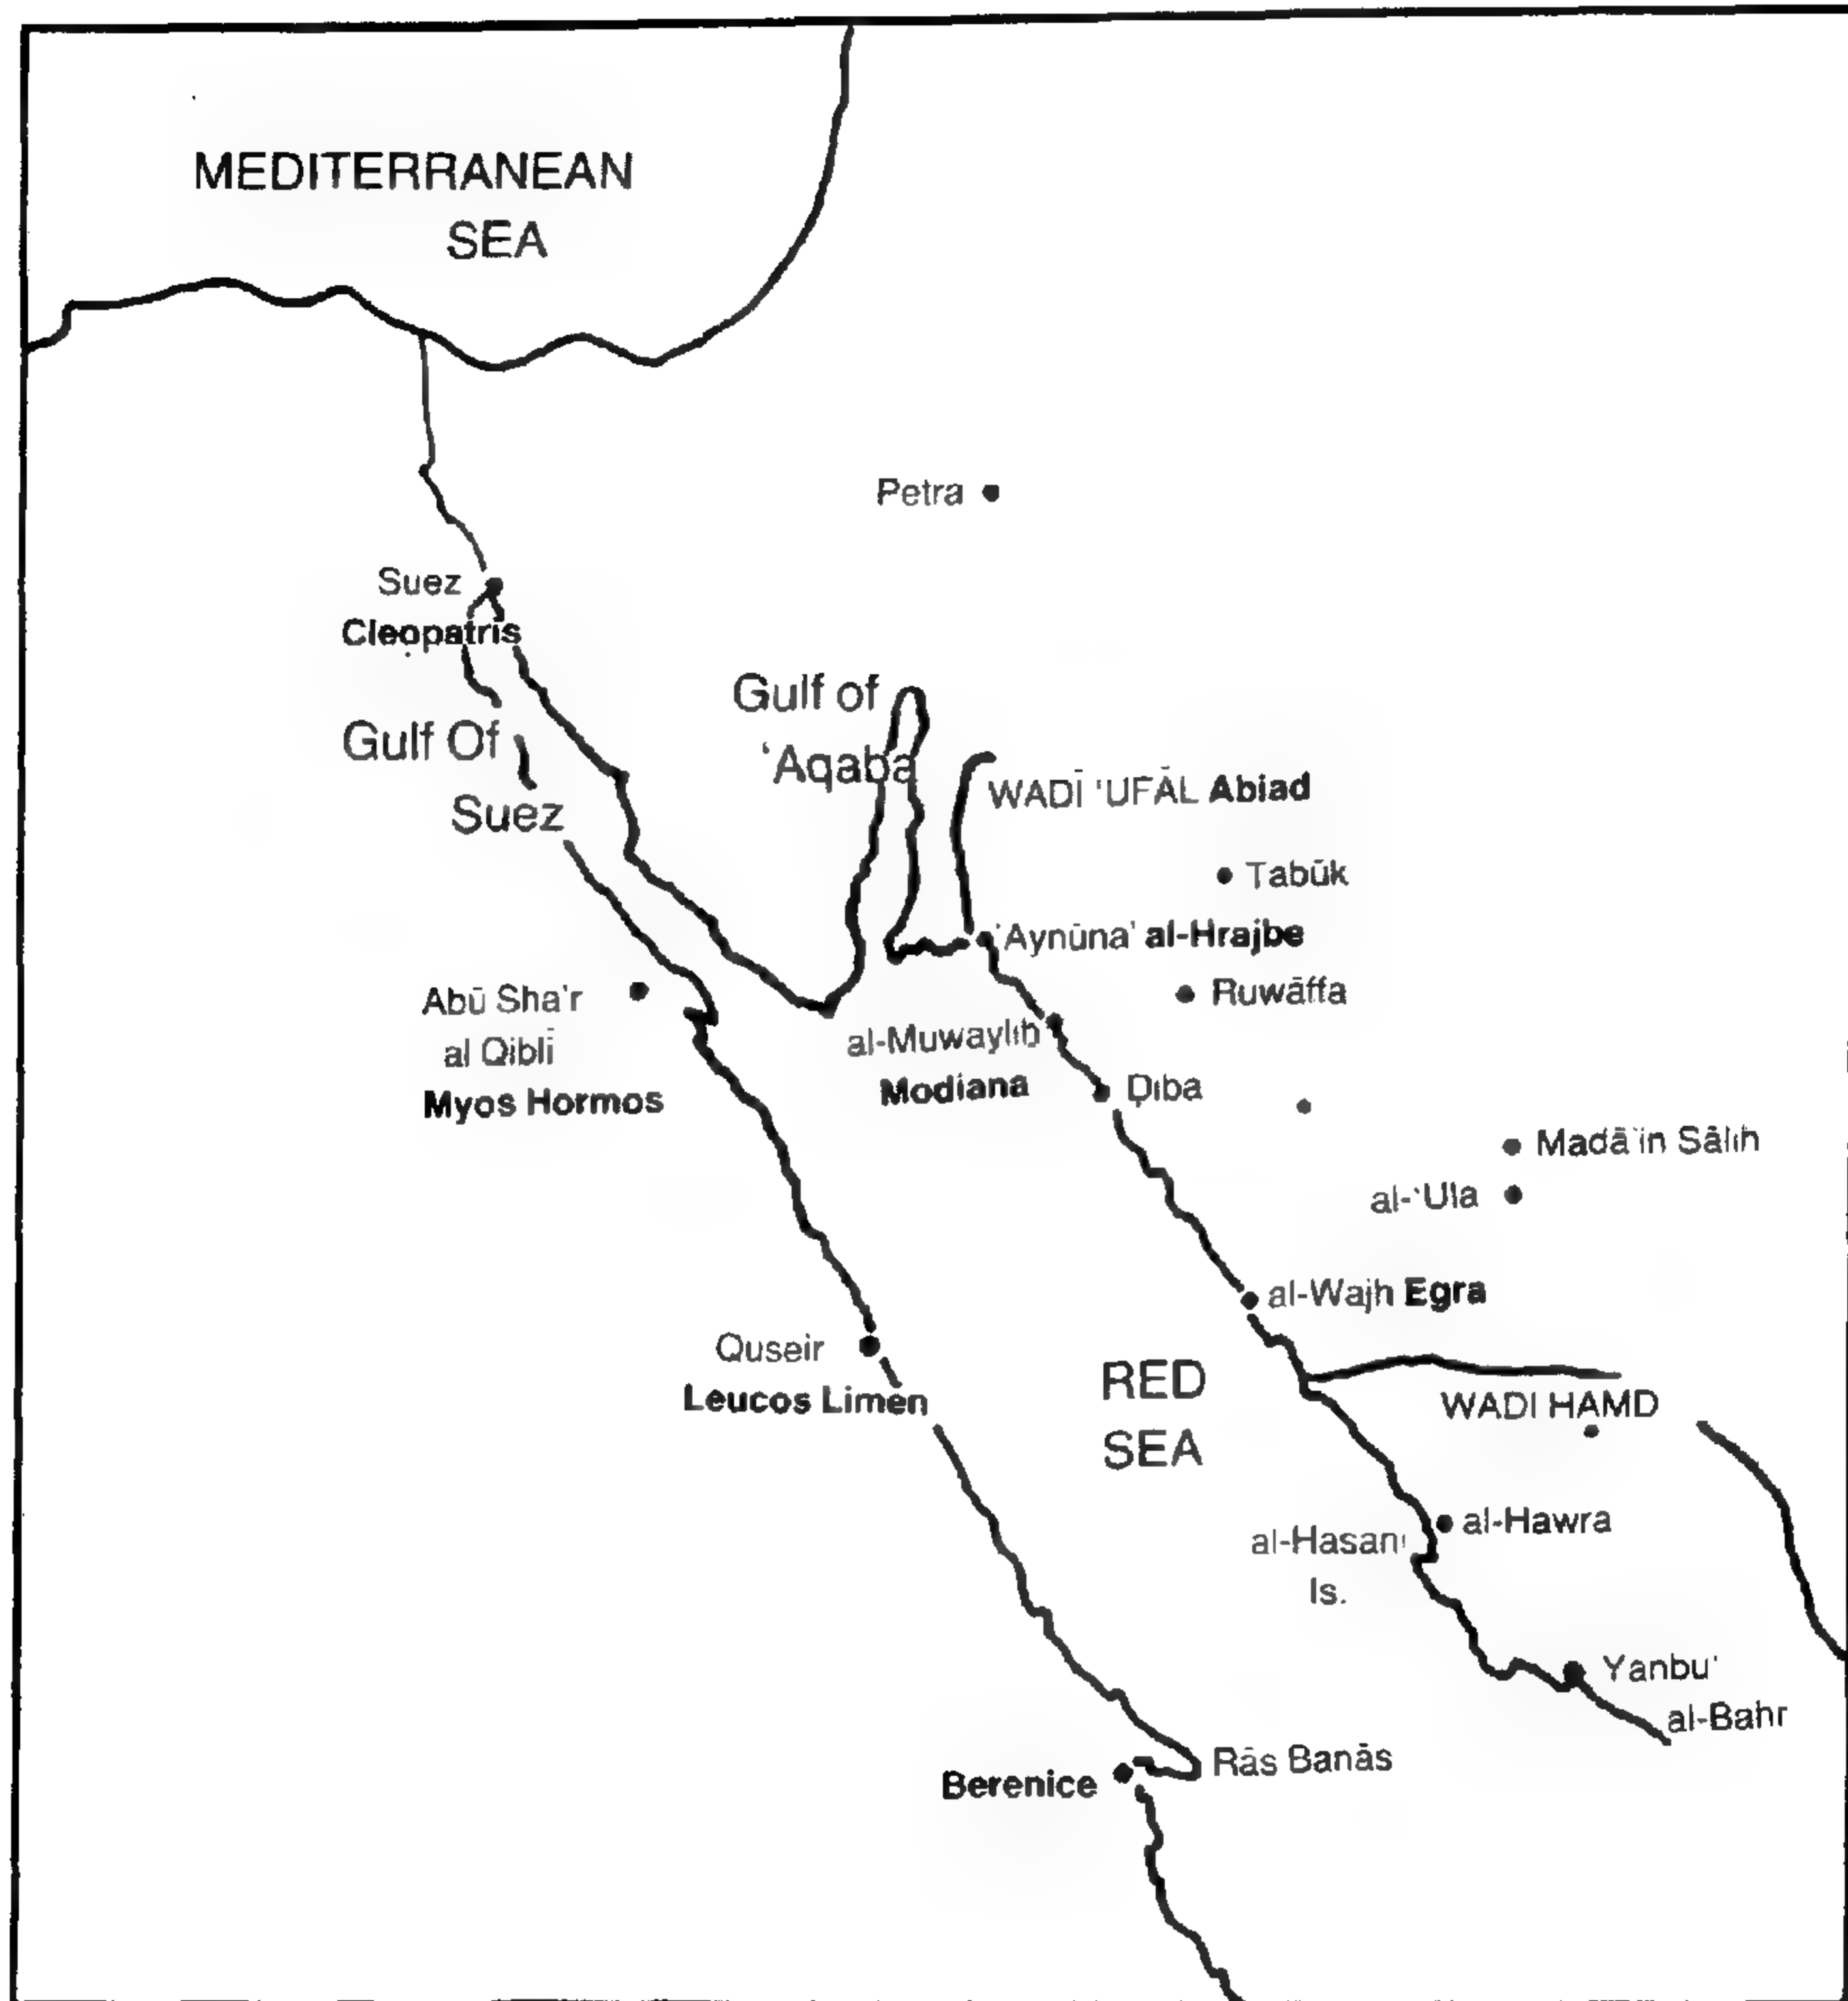 MEDITERRANEAN
SEA
Petra
Suez
Cleopatris
Gulf of
'Aqaba
Gulf Of
Suez
WADĪ 'UFĀL Abiad
Tabūk
'Aynūna' al-Hrajbe
Ruwāffa
Abū Sha'r
al Qiblī
Myos Hormos
al-Muwayliḥ
Modiana
Ḍiba
Madā'in Sālih
al-'Ula
al-Wajh Egra
Quseir
Leucos Limen
RED
SEA
WADI HAMD
al-Hawra
al-Hasani
Is.
Yanbu'
al-Bahr
Rās Banās
Berenice